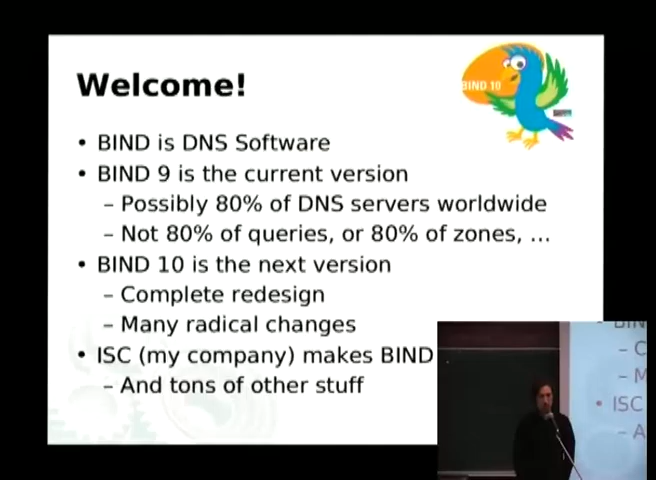 Welcome!
BIND 10
• BIND is DNS Software
• BIND 9 is the current version
– Possibly 80% of DNS servers worldwide
– Not 80% of queries, or 80% of zones, ...
• BIND 10 is the next version
– Complete redesign
– Many radical changes
• ISC (my company) makes BIND
– And tons of other stuff
– C
– M
• ISC
– A